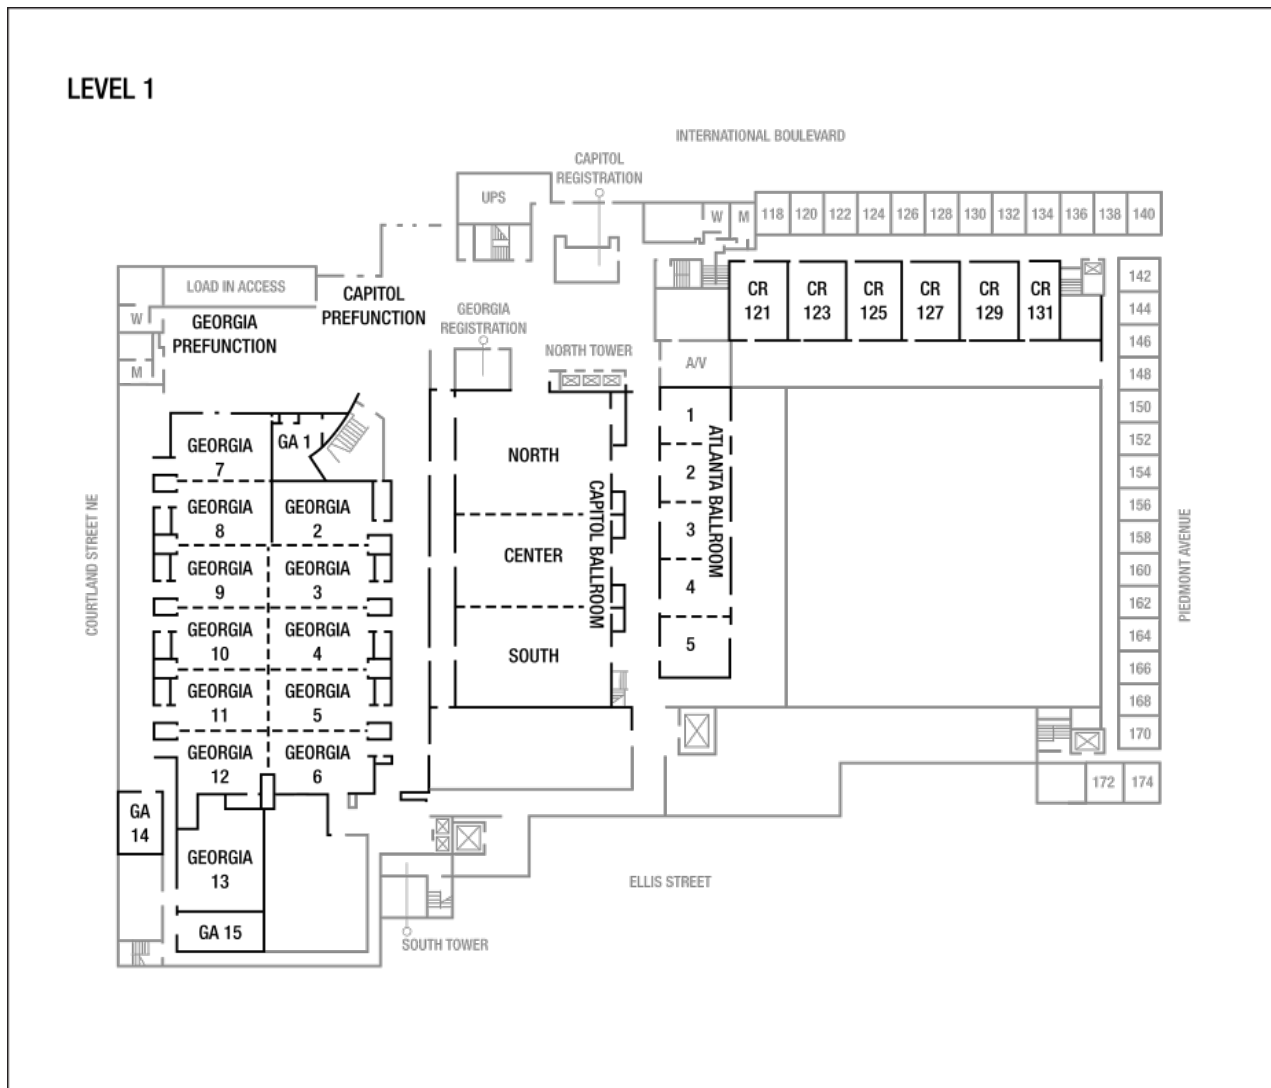 LEVEL 1
INTERNATIONAL BOULEVARD
CAPITOL
REGISTRATION
UPS
W
M
118
120
122
124
126
128
130
132
134
136
138
140
LOAD IN ACCESS
CAPITOL
PREFUNCTION
GEORGIA
PREFUNCTION
W
M
GEORGIA
REGISTRATION
NORTH TOWER
A/V
CR
121
CR
123
CR
125
CR
127
CR
129
CR
131
142
144
146
148
150
152
154
156
158
160
162
164
166
168
170
172
174
PIEDMONT AVENUE
COURTLAND STREET NE
GEORGIA
7
GA 1
GEORGIA
8
GEORGIA
2
GEORGIA
9
GEORGIA
3
GEORGIA
10
GEORGIA
4
GEORGIA
11
GEORGIA
5
GEORGIA
12
GEORGIA
6
GA
14
GEORGIA
13
GA 15
NORTH
CENTER
SOUTH
CAPITOL BALLROOM
1
2
3
4
5
ATLANTA BALLROOM
ELLIS STREET
SOUTH TOWER